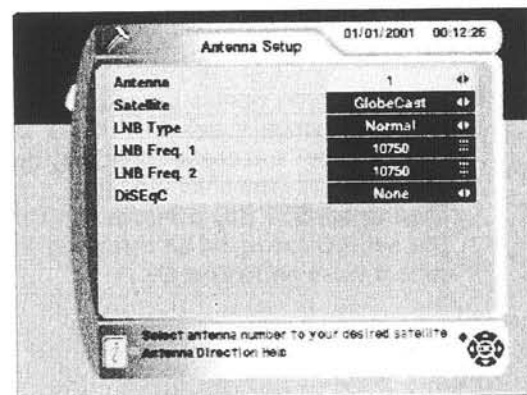 Antenna Setup 01/01/2001 00:12:26
Antenna 1
Satellite GlobeCast
LNB Type Normal
LNB Freq. 1 10750
LNB Freq. 2 10750
DiSEqC None
Select antenna number to your desired satellite
Antenna Direction Help